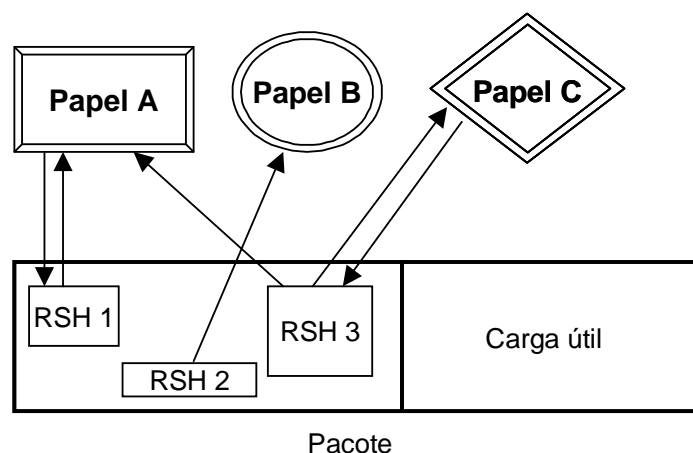 Papel A
Papel B
Papel C
RSH 1
RSH 2
RSH 3
Carga útil
Pacote